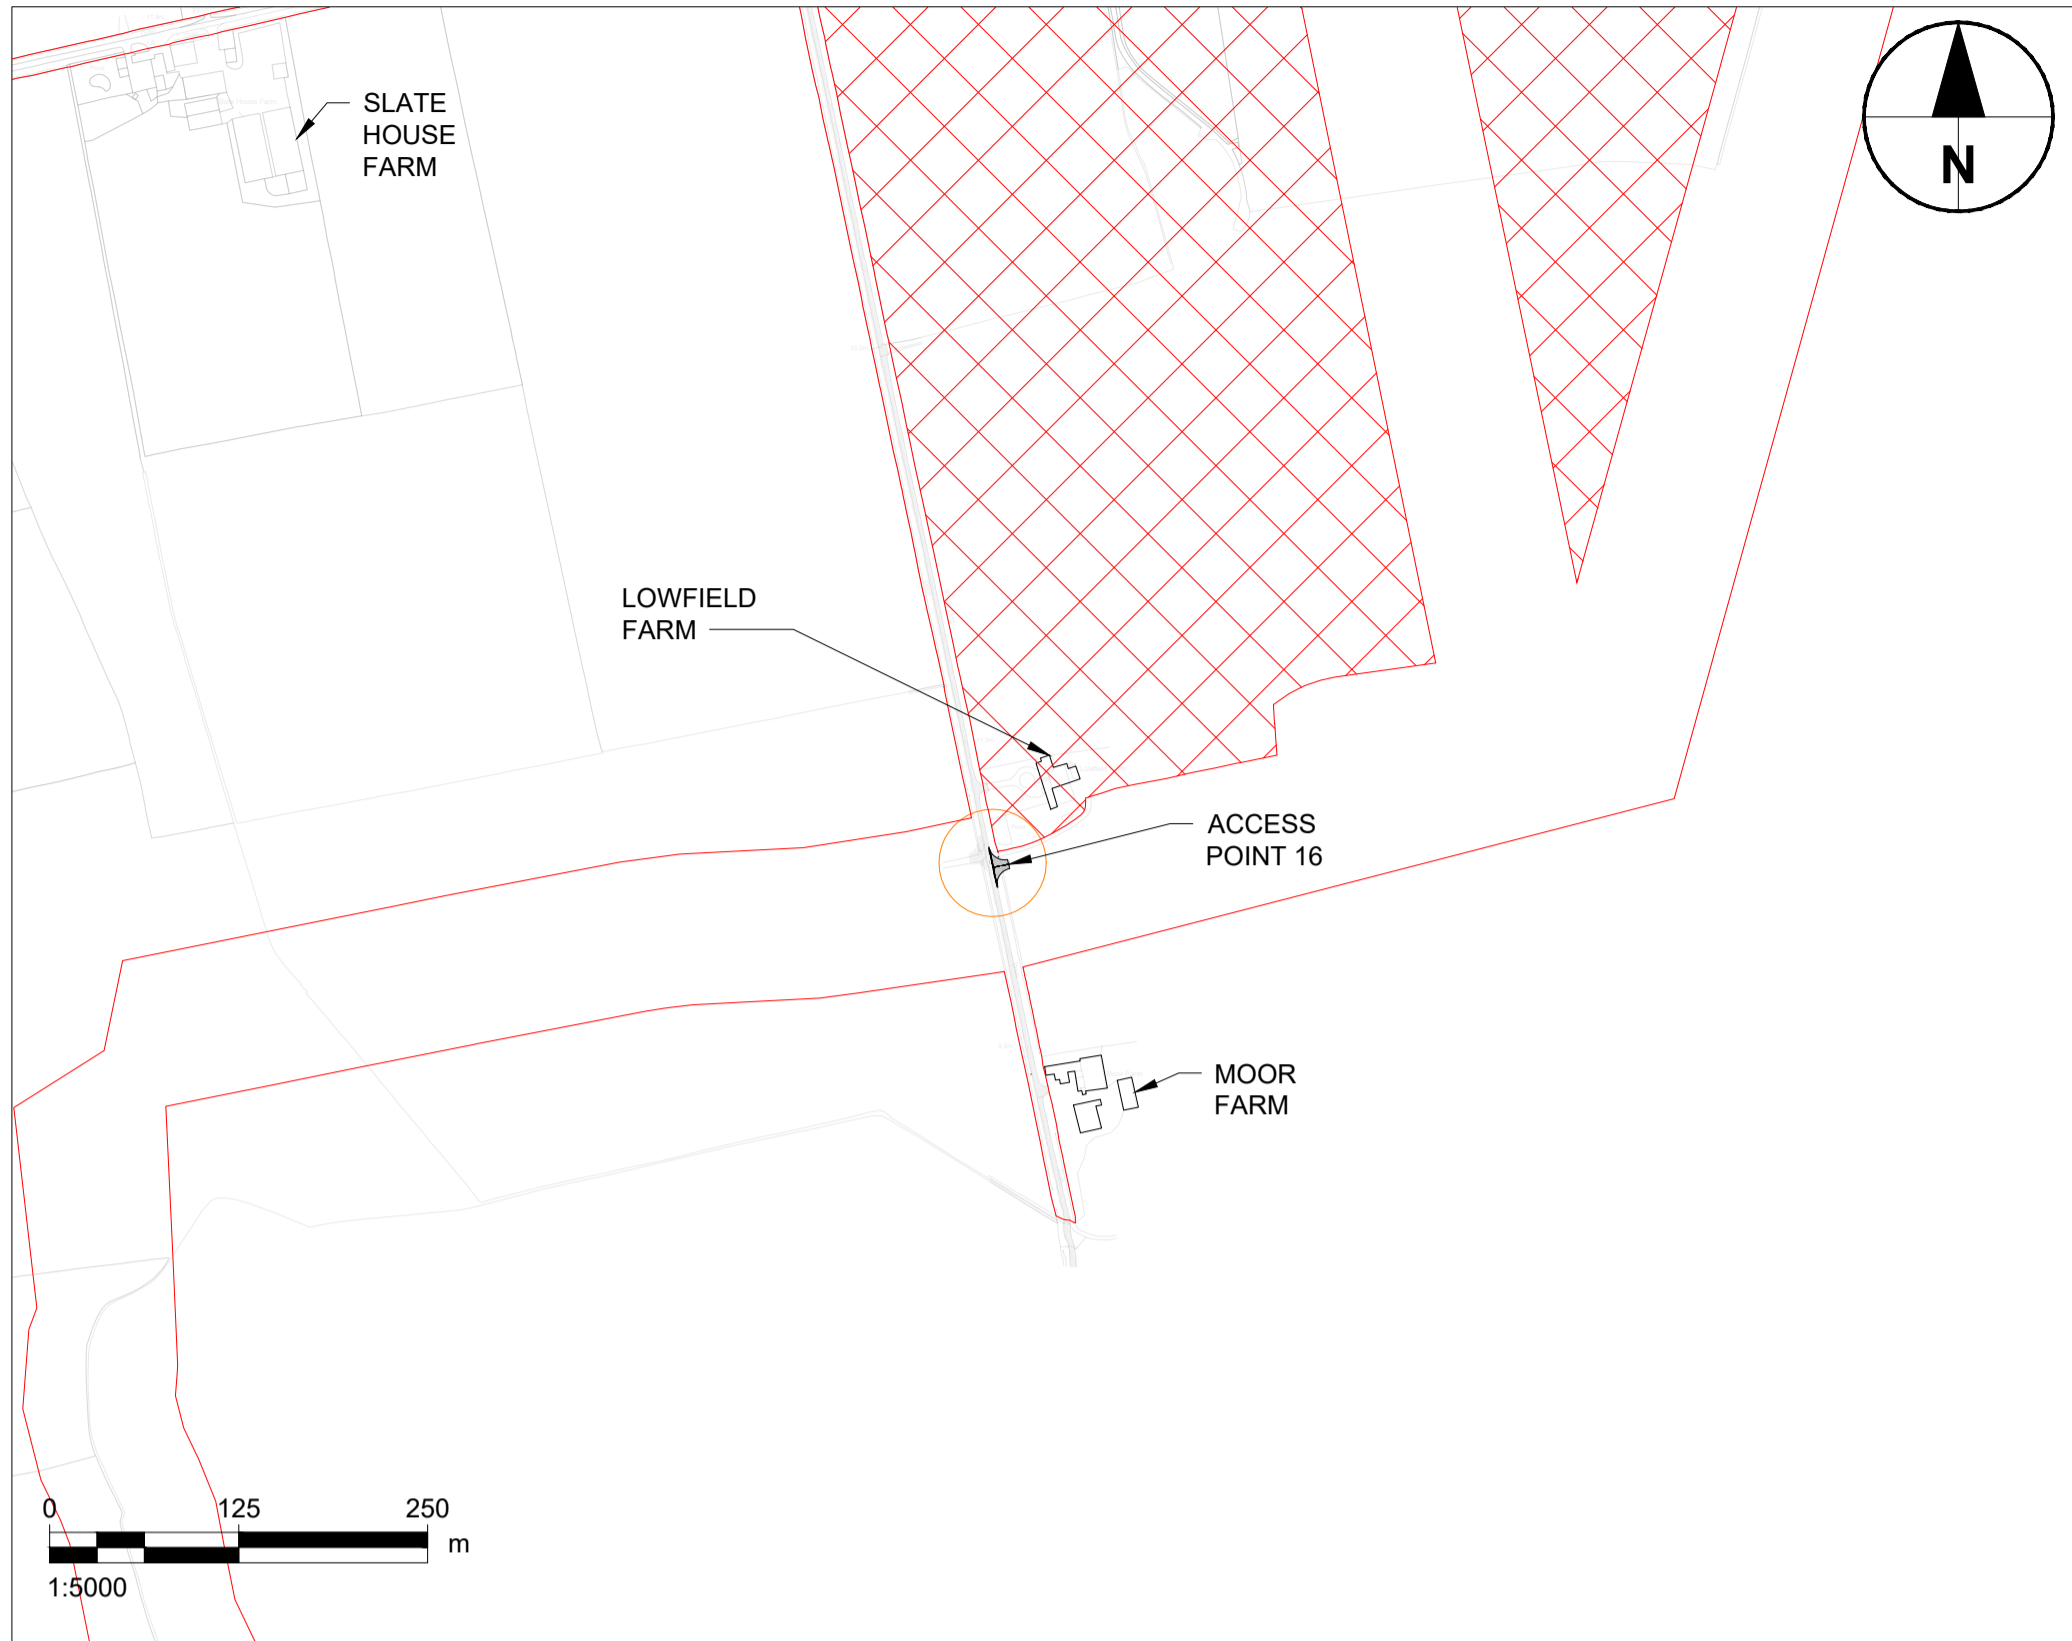 SLATE
HOUSE
FARM
N
LOWFIELD
FARM
ACCESS
POINT 16
MOOR
FARM
0 125 250
m
1:5000